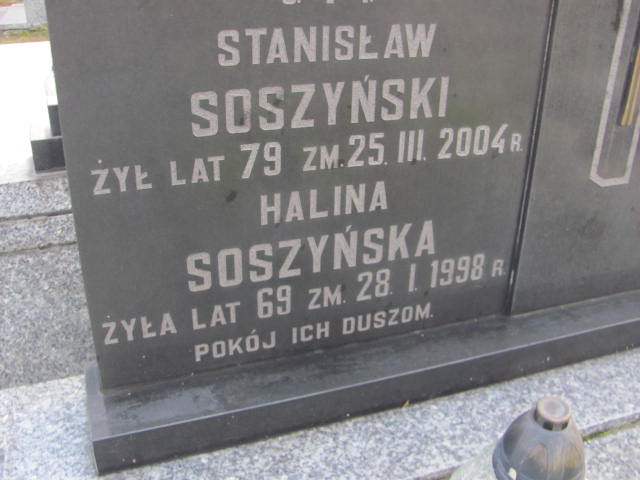 STANISŁAW
SOSZYŃSKI
ŻYŁ LAT 79 ZM. 25. III. 2004 R.
HALINA
SOSZYŃSKA
ŻYŁA LAT 69 ZM. 28. I. 1998 R.
POKÓJ ICH DUSZOM.